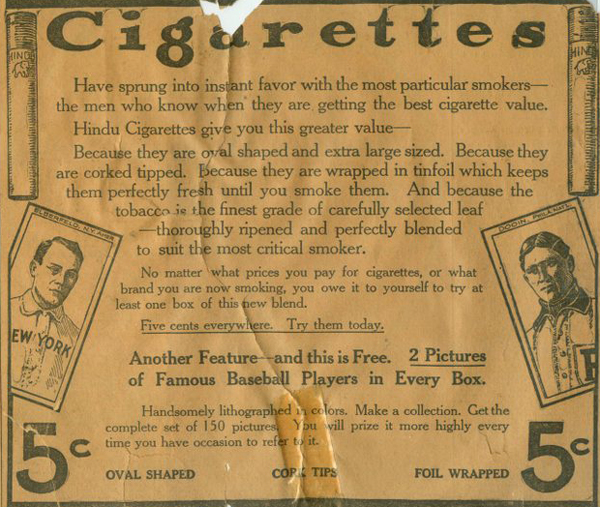 Cigarettes
HINDU
HINDU
Have sprung into instant favor with the most particular smokers—
the men who know when they are getting the best cigarette value.
Hindu Cigarettes give you this greater value—
Because they are oval shaped and extra large sized. Because they
are corked tipped. Because they are wrapped in tinfoil which keeps
them perfectly fresh until you smoke them. And because the
tobacco is the finest grade of carefully selected leaf
—thoroughly ripened and perfectly blended
to suit the most critical smoker.
ELBERFELD, N.Y. AMER.
DOOIN, PHILA. NAT'L
EW YORK
No matter what prices you pay for cigarettes, or what
brand you are now smoking, you owe it to yourself to try at
least one box of this new blend.
Five cents everywhere. Try them today.
Another Feature—and this is Free. 2 Pictures
of Famous Baseball Players in Every Box.
Handsomely lithographed in colors. Make a collection. Get the
complete set of 150 pictures. You will prize it more highly every
time you have occasion to refer to it.
5c
5c
OVAL SHAPED CORK TIPS FOIL WRAPPED